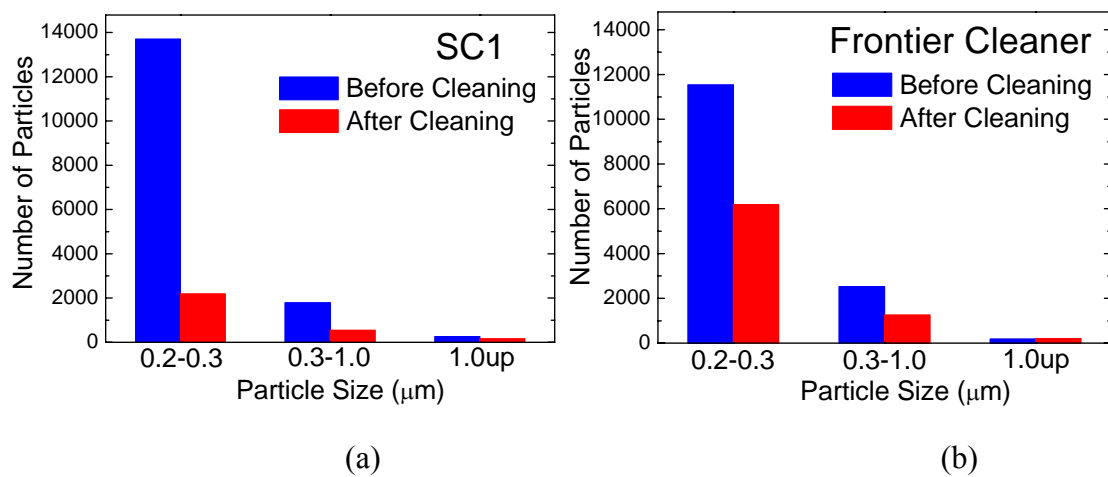 SC1
Before Cleaning
After Cleaning
Number of Particles
14000
12000
10000
8000
6000
4000
2000
0
0.2-0.3 0.3-1.0 1.0up
Particle Size (μm)
(a)
Frontier Cleaner
Before Cleaning
After Cleaning
Number of Particles
14000
12000
10000
8000
6000
4000
2000
0
0.2-0.3 0.3-1.0 1.0up
Particle Size (μm)
(b)